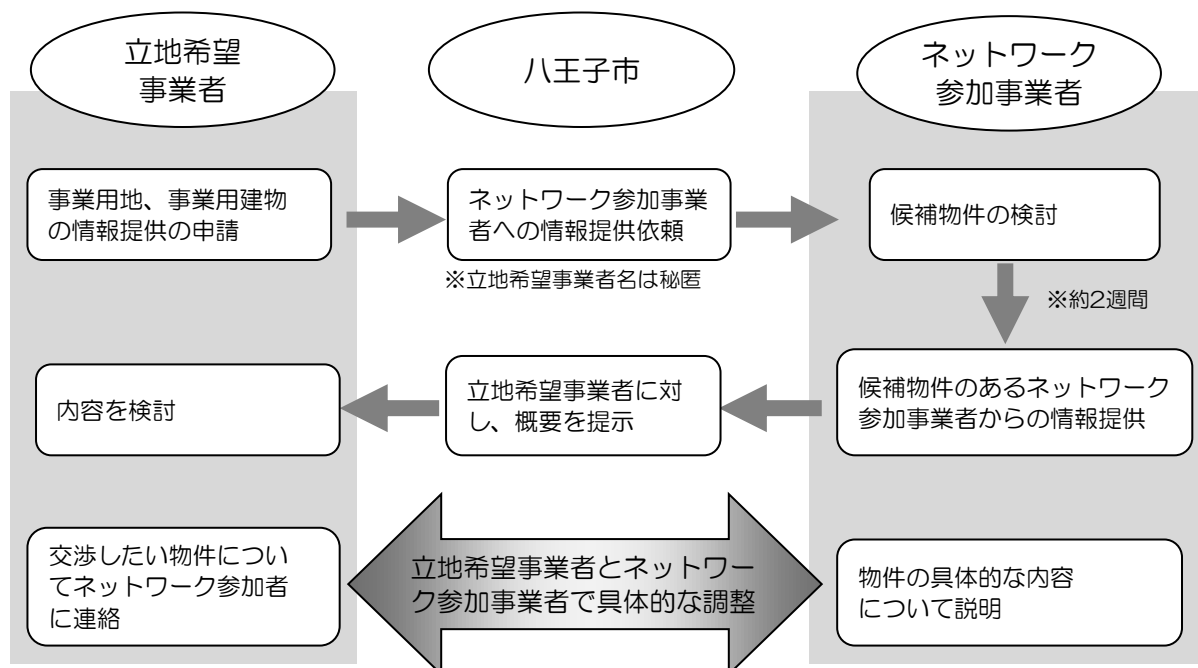 立地希望
事業者
八王子市
ネットワーク
参加事業者
事業用地、事業用建物
の情報提供の申請
ネットワーク参加事業
者への情報提供依頼
※立地希望事業者名は秘匿
候補物件の検討
※約2週間
候補物件のあるネットワーク
参加事業者からの情報提供
立地希望事業者に対
し、概要を提示
内容を検討
交渉したい物件につい
てネットワーク参加者
に連絡
立地希望事業者とネットワー
ク参加事業者で具体的な調整
物件の具体的な内容
について説明